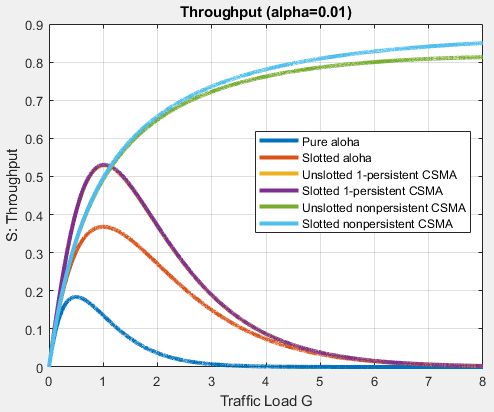 Throughput (alpha=0.01)
S: Throughput
0.9
0.8
0.7
0.6
0.5
0.4
0.3
0.2
0.1
0
Pure aloha
Slotted aloha
Unslotted 1-persistent CSMA
Slotted 1-persistent CSMA
Unslotted nonpersistent CSMA
Slotted nonpersistent CSMA
0 1 2 3 4 5 6 7 8
Traffic Load G